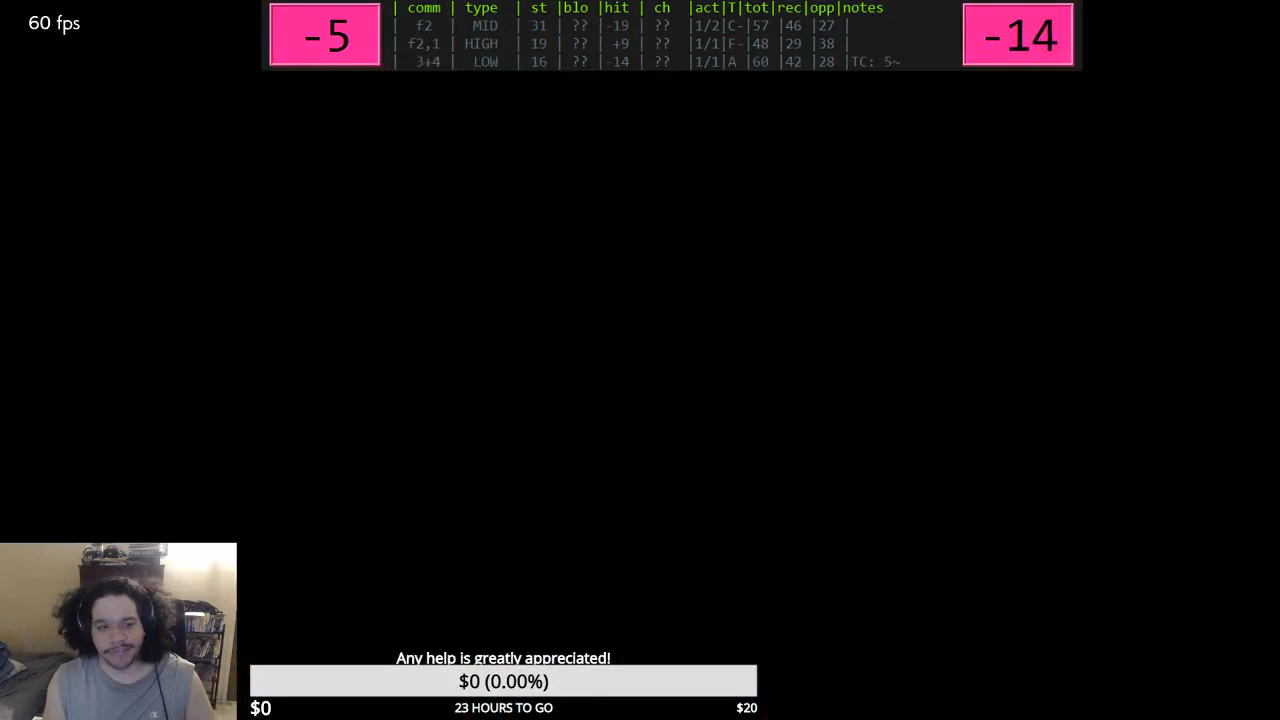 60 fps
-5
| comm | type | st |blo |hit | ch |act|T|tot|rec|opp|notes
| f2 | MID | 31 | ?? |-19 | ?? |1/2|C-|57 |46 |27 |
| f2,1 | HIGH | 19 | ?? | +9 | ?? |1/1|F-|48 |29 |38 |
| 3+4 | LOW | 16 | ?? |-14 | ?? |1/1|A |60 |42 |28 |TC: 5~
-14
Any help is greatly appreciated!
$0 (0.00%)
$0 23 HOURS TO GO $20